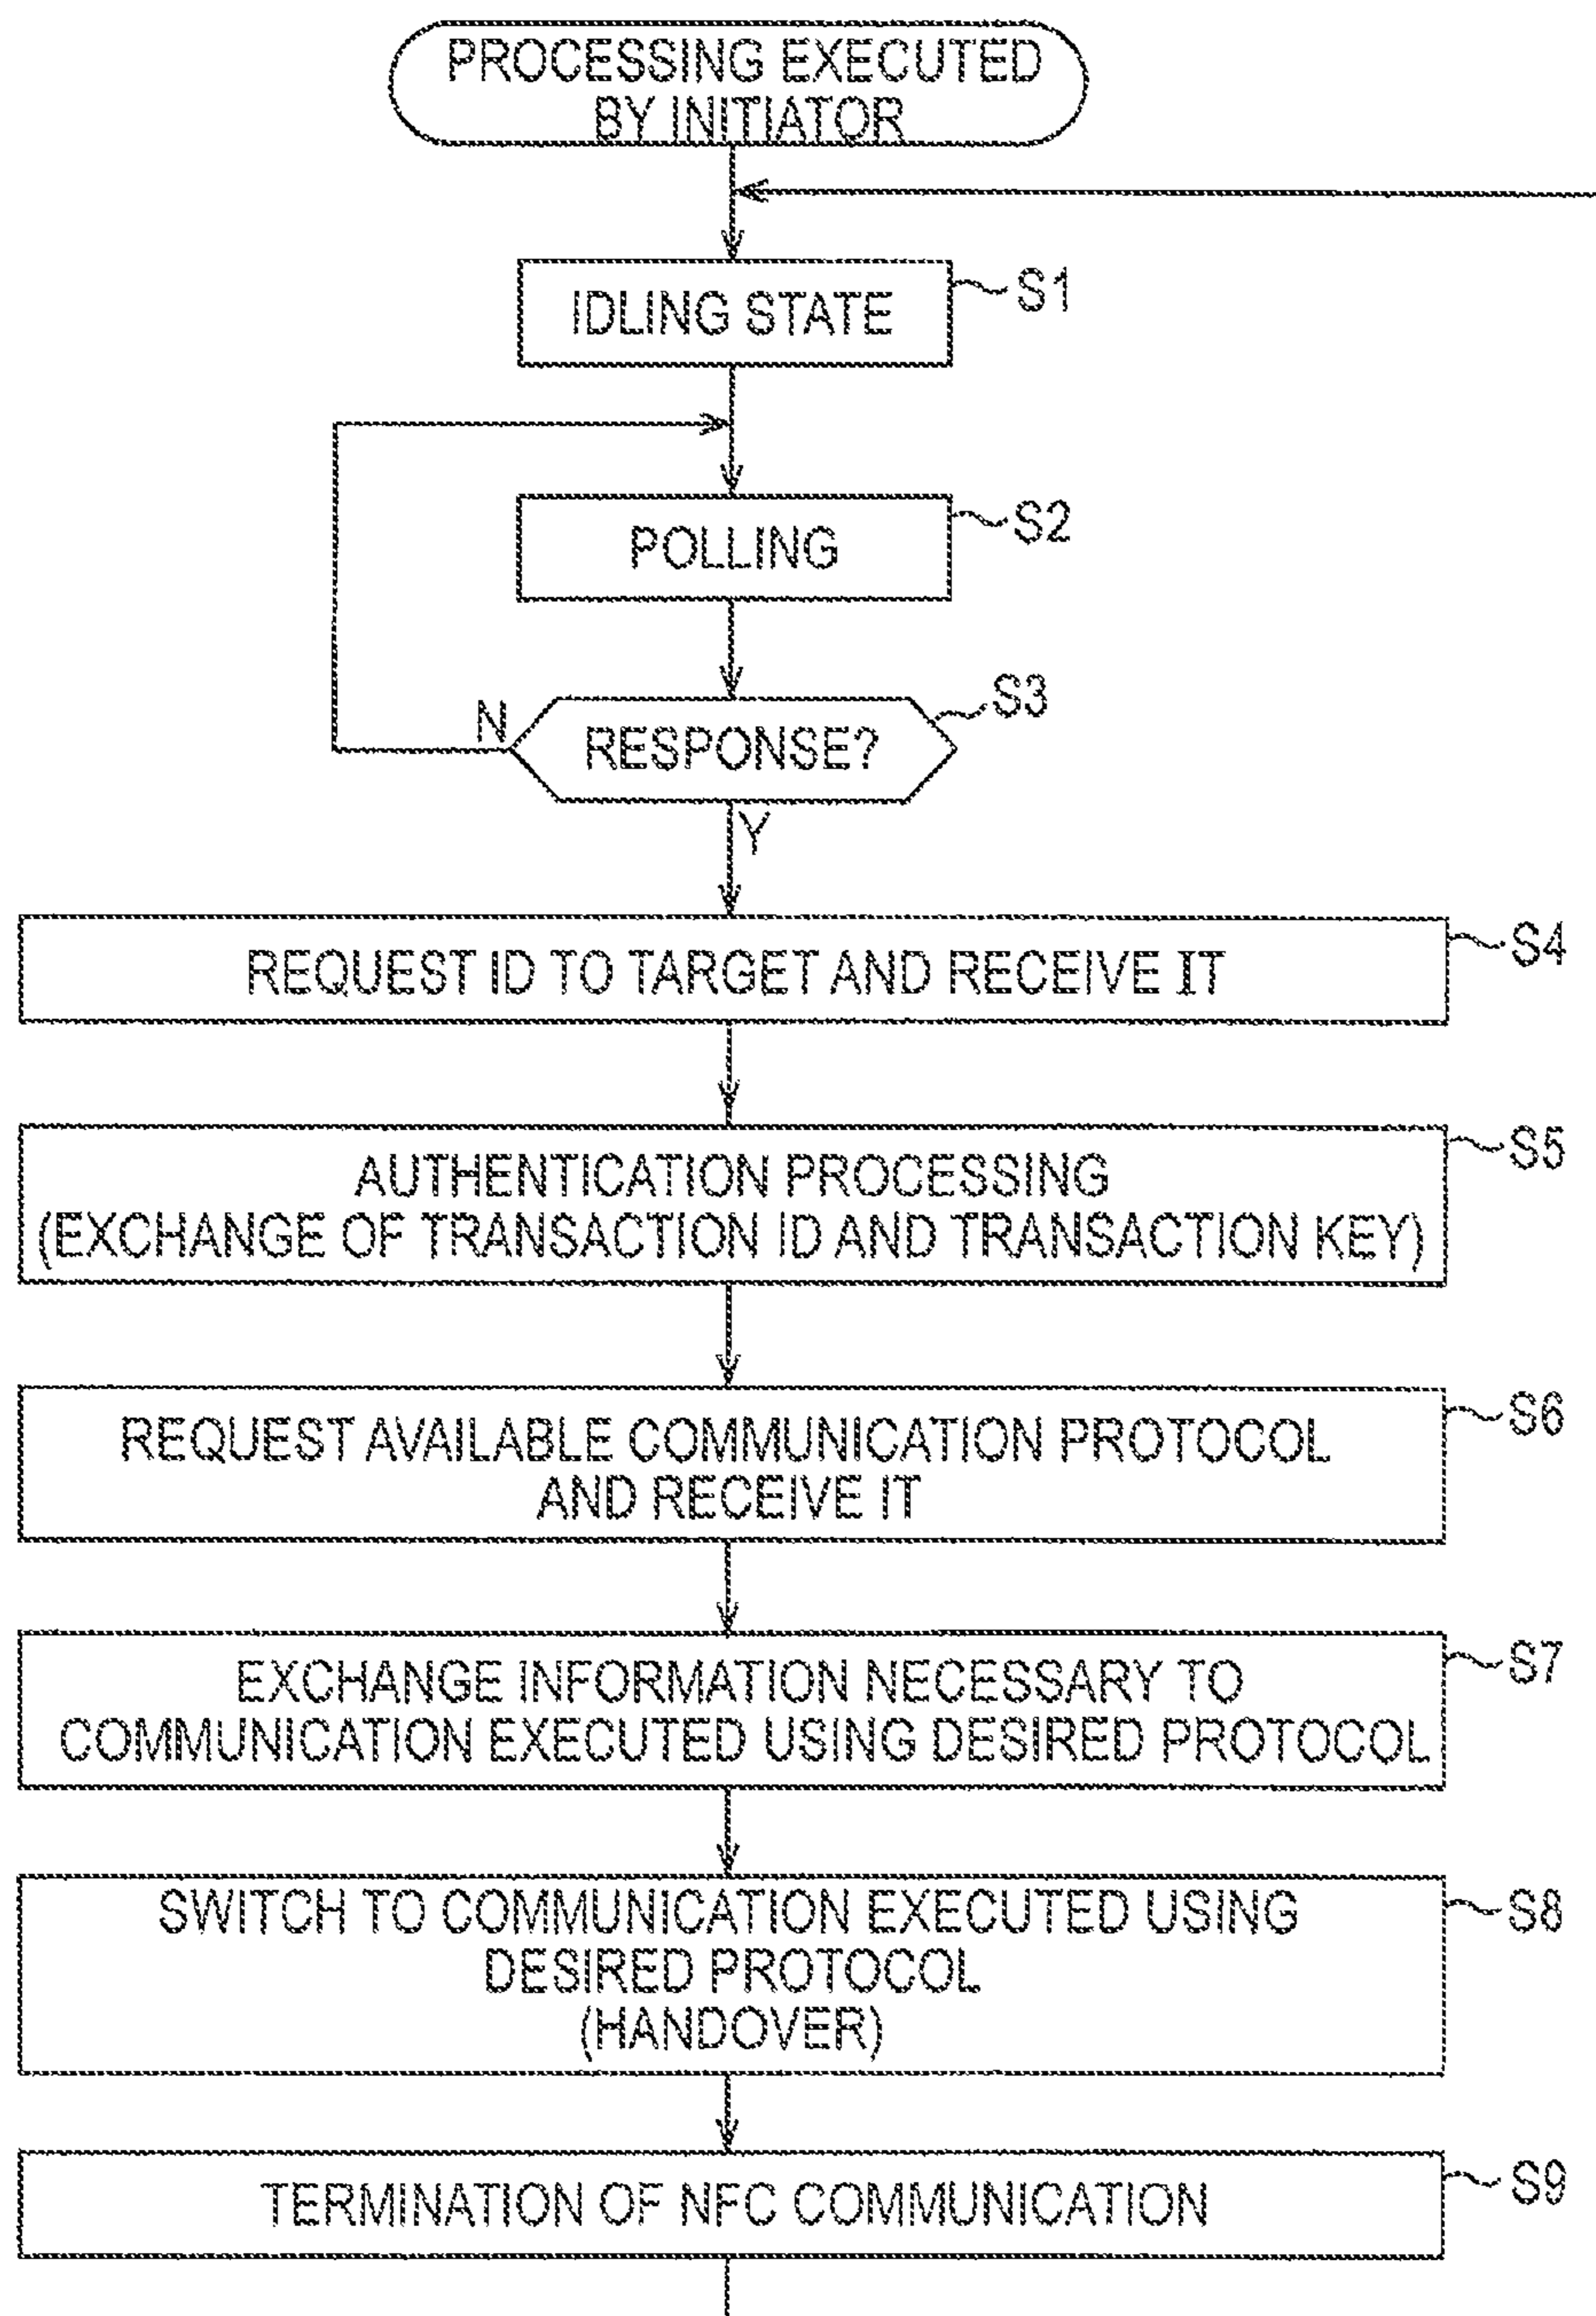 PROCESSING EXECUTED
BY INITIATOR
IDLING STATE
S1
POLLING
S2
RESPONSE?
S3
N
Y
REQUEST ID TO TARGET AND RECEIVE IT
S4
AUTHENTICATION PROCESSING
(EXCHANGE OF TRANSACTION ID AND TRANSACTION KEY)
S5
REQUEST AVAILABLE COMMUNICATION PROTOCOL
AND RECEIVE IT
S6
EXCHANGE INFORMATION NECESSARY TO
COMMUNICATION EXECUTED USING DESIRED PROTOCOL
S7
SWITCH TO COMMUNICATION EXECUTED USING
DESIRED PROTOCOL
(HANDOVER)
S8
TERMINATION OF NFC COMMUNICATION
S9